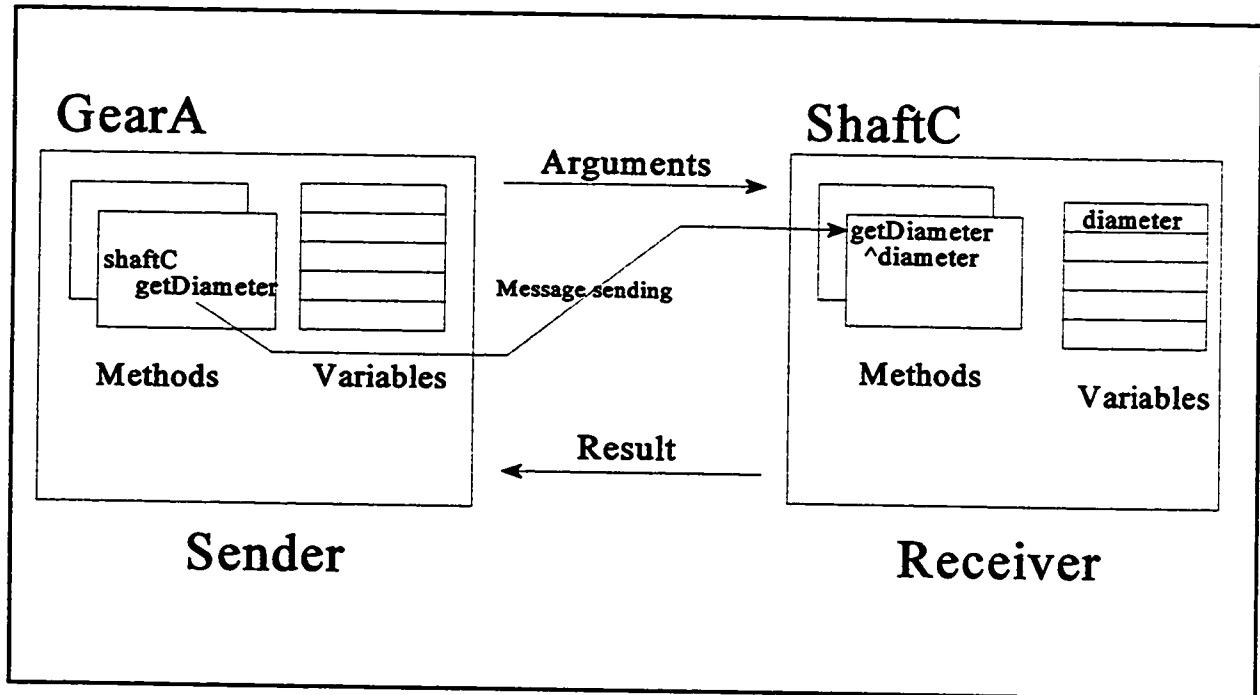 GearA
ShaftC
Arguments
shaftC
getDiameter
Message sending
getDiameter
^diameter
diameter
Methods
Variables
Methods
Variables
Result
Sender
Receiver